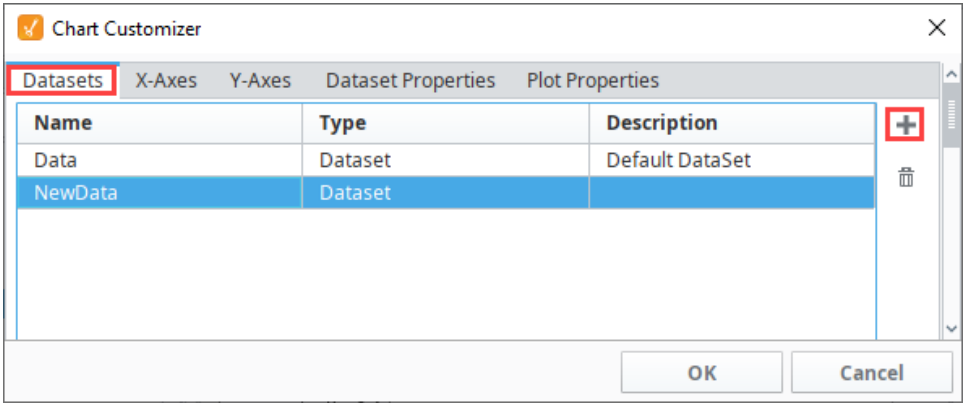 Chart Customizer
Datasets X-Axes Y-Axes Dataset Properties Plot Properties
Name Type Description
Data Dataset Default DataSet
NewData Dataset
OK Cancel